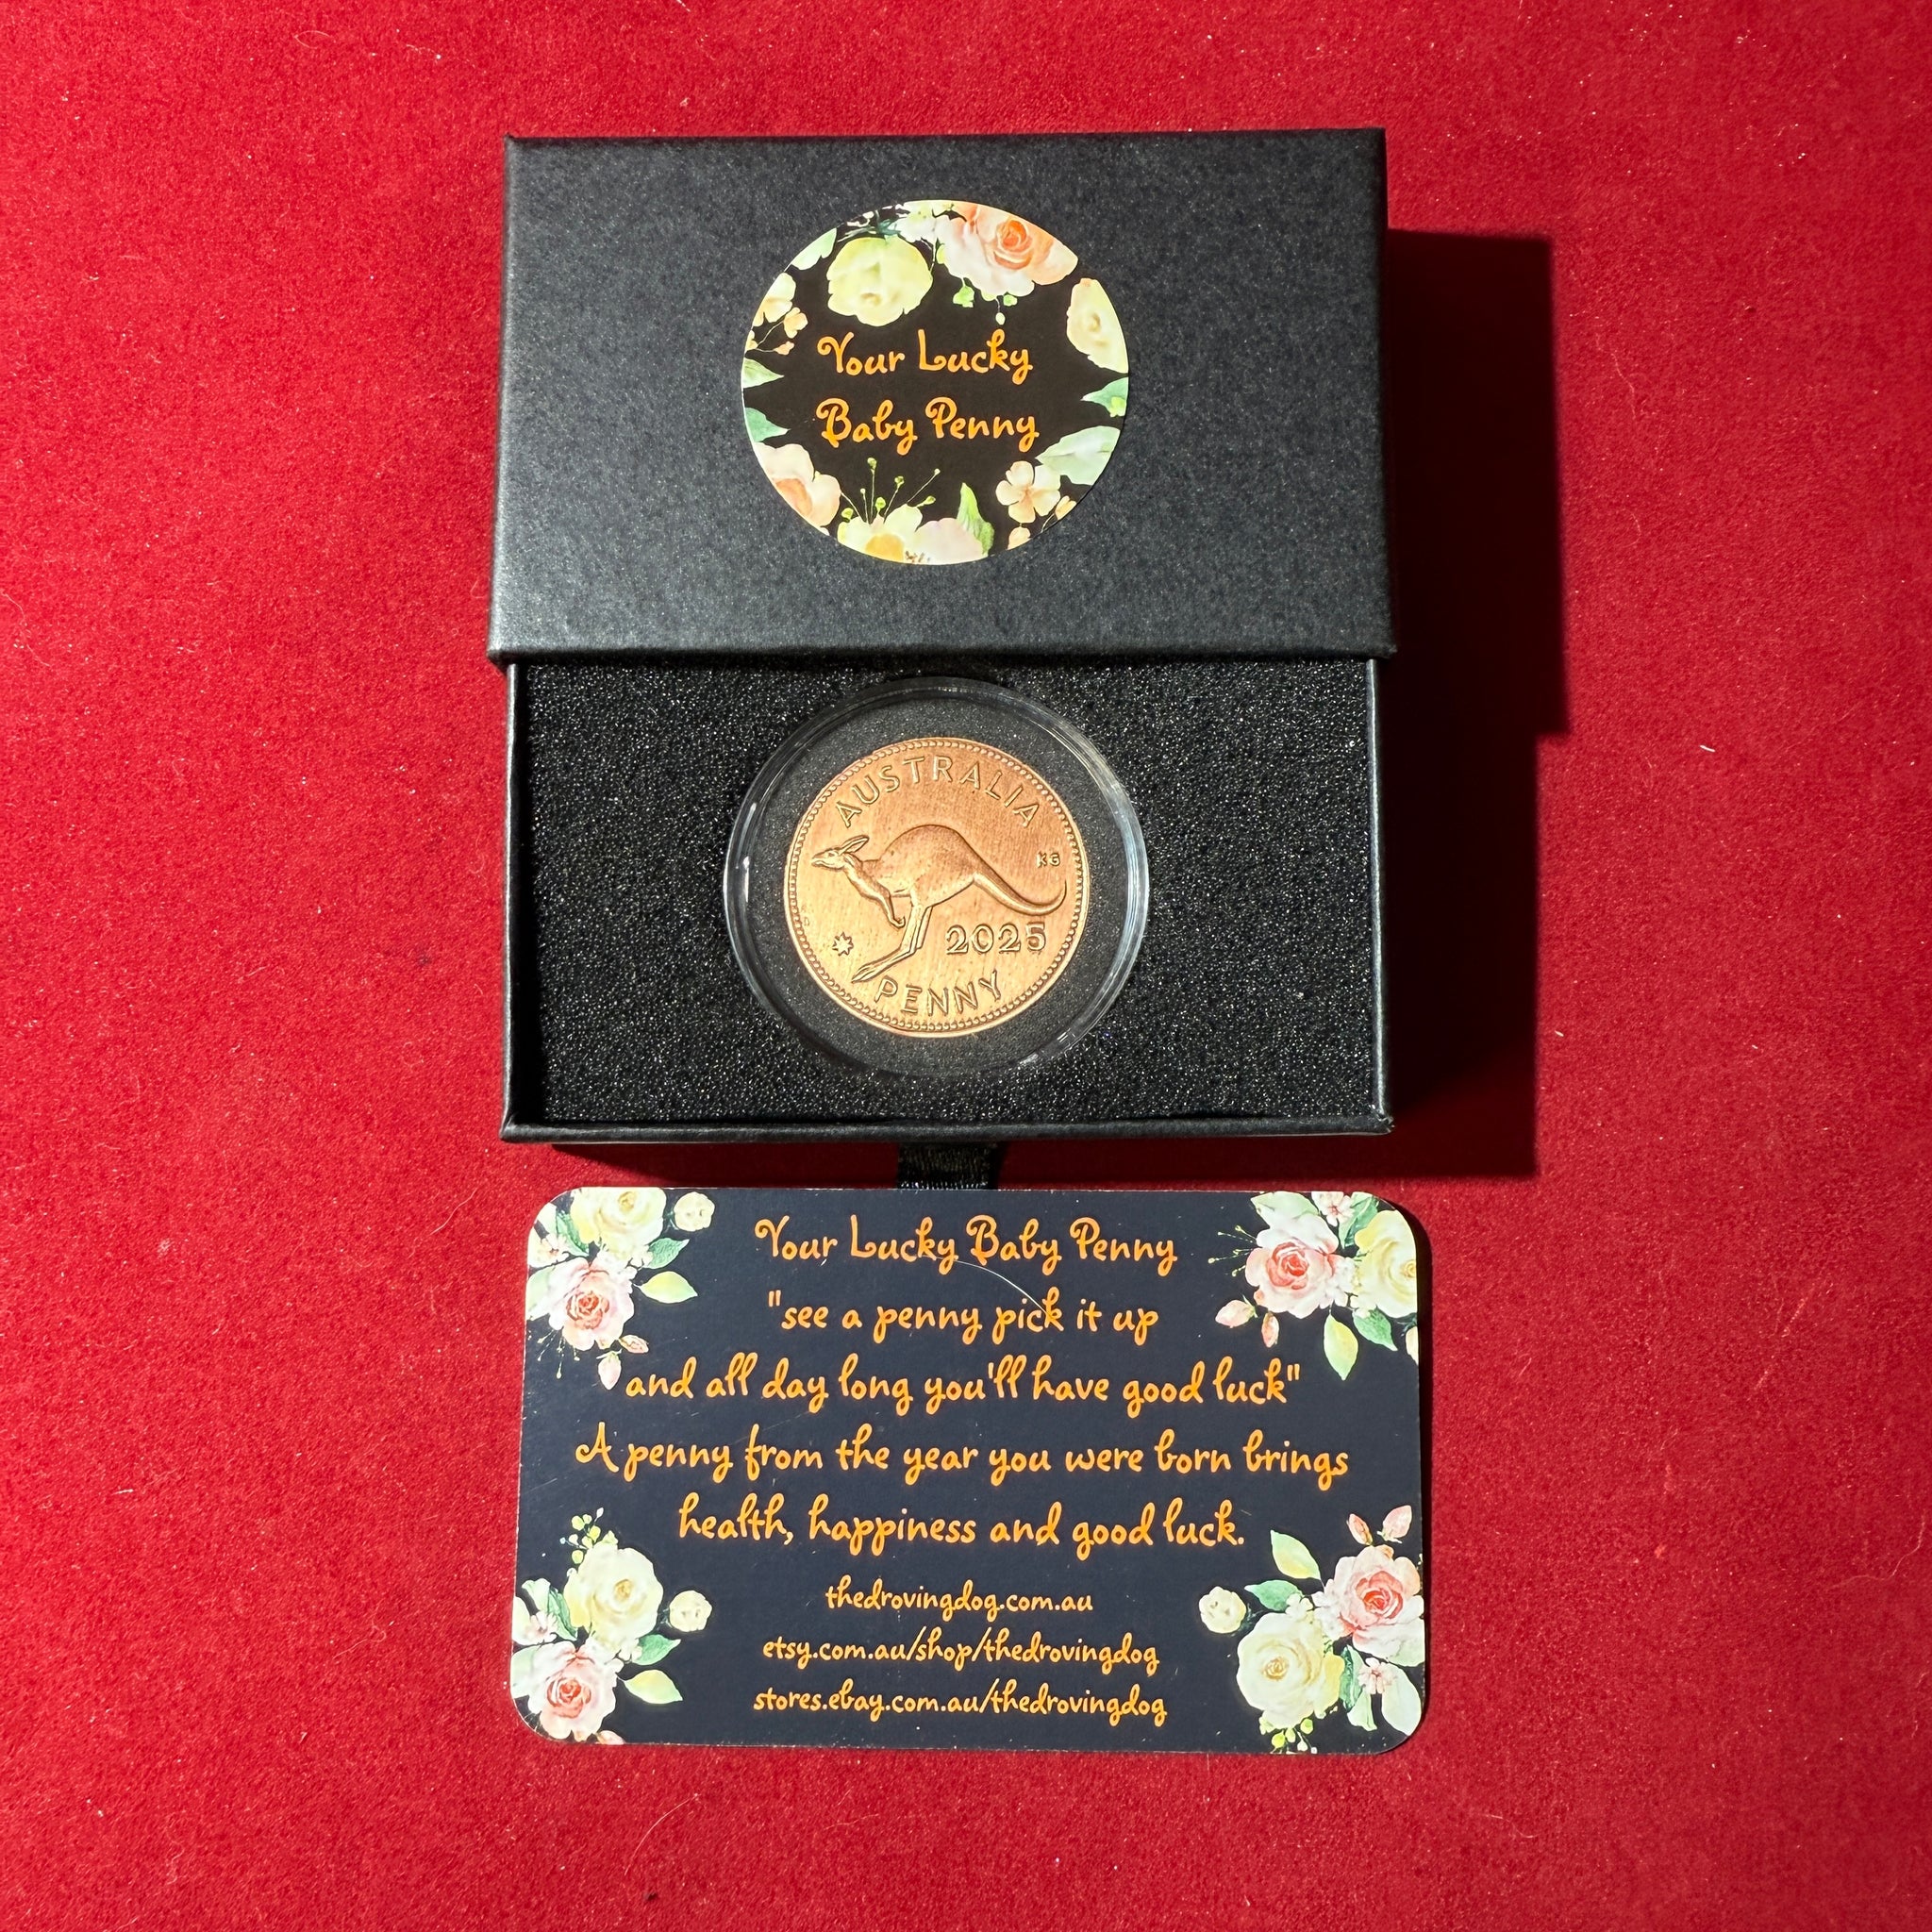 Your Lucky
Baby Penny
AUSTRALIA
KG
2025
PENNY
Your Lucky Baby Penny
"see a penny pick it up
and all day long you'll have good luck"
A penny from the year you were born brings
health, happiness and good luck.
thedrovingdog.com.au
etsy.com.au/shop/thedrovingdog
stores.ebay.com.au/thedrovingdog